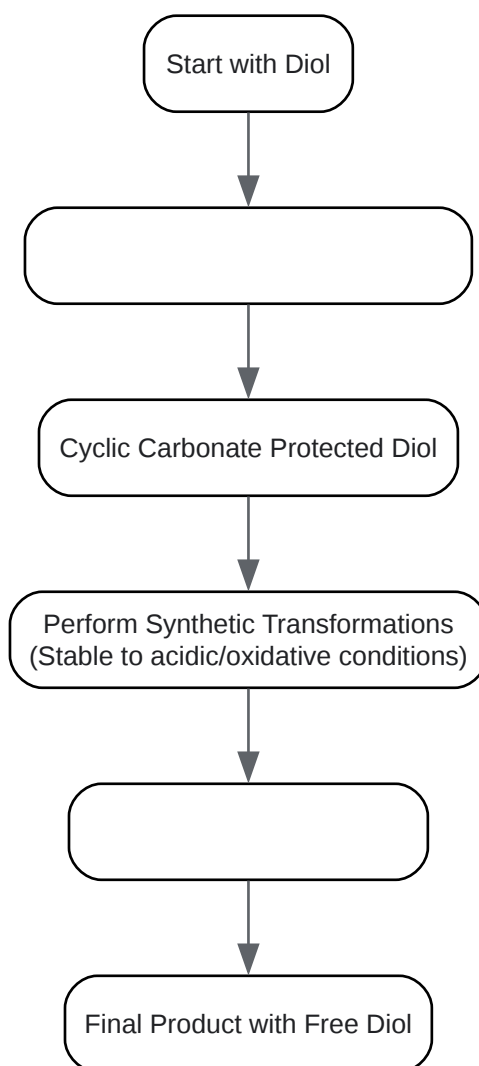 Start with Diol
Cyclic Carbonate Protected Diol
Perform Synthetic Transformations
(Stable to acidic/oxidative conditions)
Final Product with Free Diol